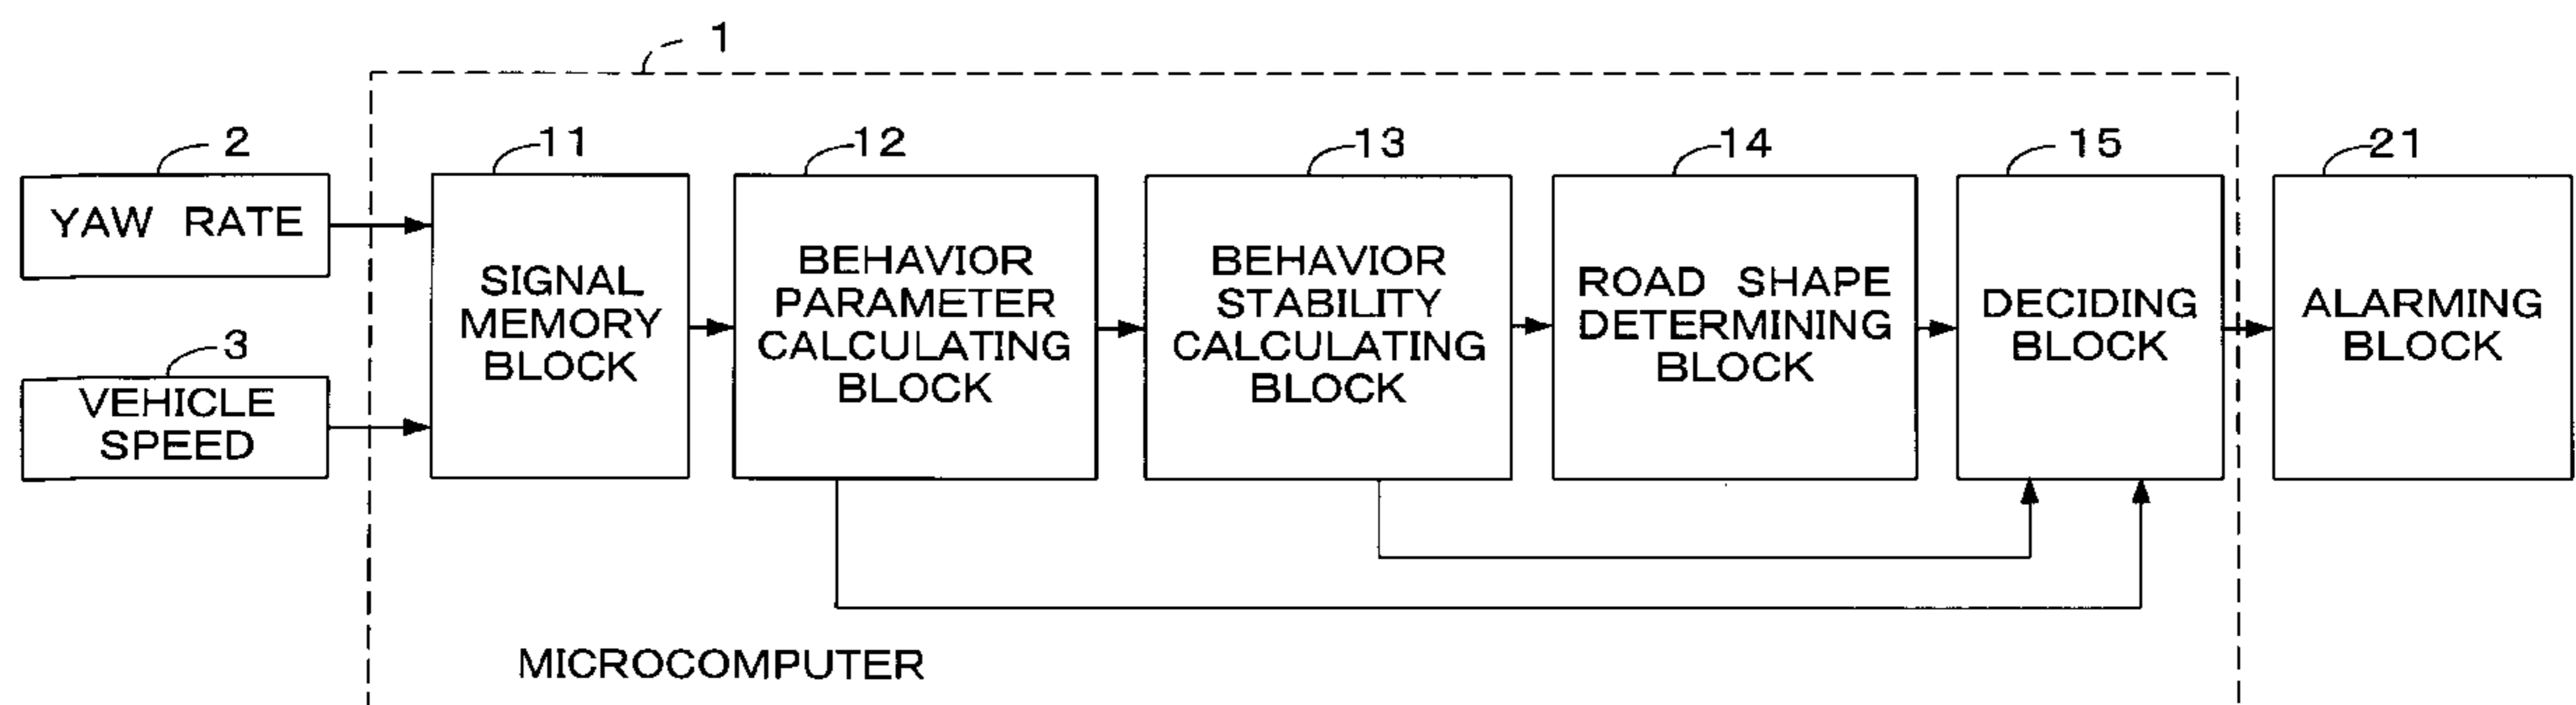 1
2
11
12
13
14
15
21
YAW RATE
SIGNAL
MEMORY
BLOCK
BEHAVIOR
PARAMETER
CALCULATING
BLOCK
BEHAVIOR
STABILITY
CALCULATING
BLOCK
ROAD SHAPE
DETERMINING
BLOCK
DECIDING
BLOCK
ALARMING
BLOCK
3
VEHICLE
SPEED
MICROCOMPUTER